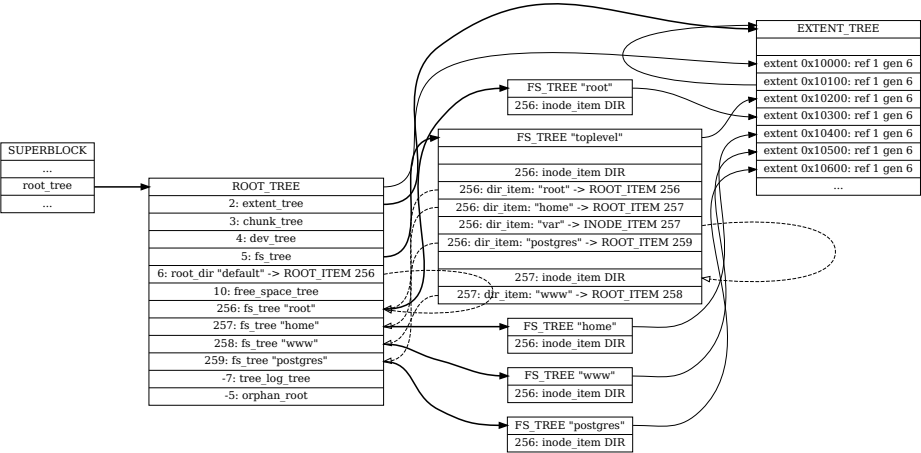 SUPERBLOCK
...
root_tree
...
ROOT_TREE
2: extent_tree
3: chunk_tree
4: dev_tree
5: fs_tree
6: root_dir "default" -> ROOT_ITEM 256
10: free_space_tree
256: fs_tree "root"
257: fs_tree "home"
258: fs_tree "www"
259: fs_tree "postgres"
-7: tree_log_tree
-5: orphan_root
FS_TREE "root"
256: inode_item DIR
FS_TREE "toplevel"
256: inode_item DIR
256: dir_item: "root" -> ROOT_ITEM 256
256: dir_item: "home" -> ROOT_ITEM 257
256: dir_item: "var" -> INODE_ITEM 257
256: dir_item: "postgres" -> ROOT_ITEM 259
257: inode_item DIR
257: dir_item: "www" -> ROOT_ITEM 258
FS_TREE "home"
256: inode_item DIR
FS_TREE "www"
256: inode_item DIR
FS_TREE "postgres"
256: inode_item DIR
EXTENT_TREE
extent 0x10000: ref 1 gen 6
extent 0x10100: ref 1 gen 6
extent 0x10200: ref 1 gen 6
extent 0x10300: ref 1 gen 6
extent 0x10400: ref 1 gen 6
extent 0x10500: ref 1 gen 6
extent 0x10600: ref 1 gen 6
...